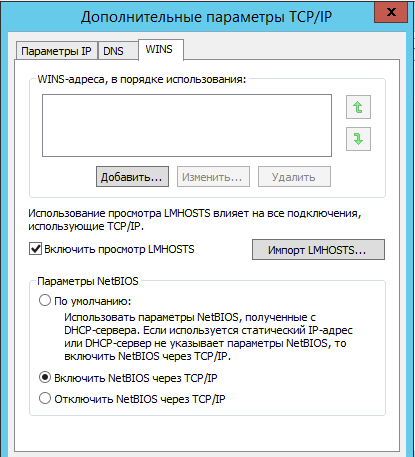 Дополнительные параметры TCP/IP
x
Параметры IP DNS WINS
WINS-адреса, в порядке использования:
Добавить... Изменить... Удалить
Использование просмотра LMHOSTS влияет на все подключения,
использующие TCP/IP.
Включить просмотр LMHOSTS Импорт LMHOSTS...
Параметры NetBIOS
По умолчанию:
Использовать параметры NetBIOS, полученные с
DHCP-сервера. Если используется статический IP-адрес
или DHCP-сервер не указывает параметры NetBIOS, то
включить NetBIOS через TCP/IP.
Включить NetBIOS через TCP/IP
Отключить NetBIOS через TCP/IP